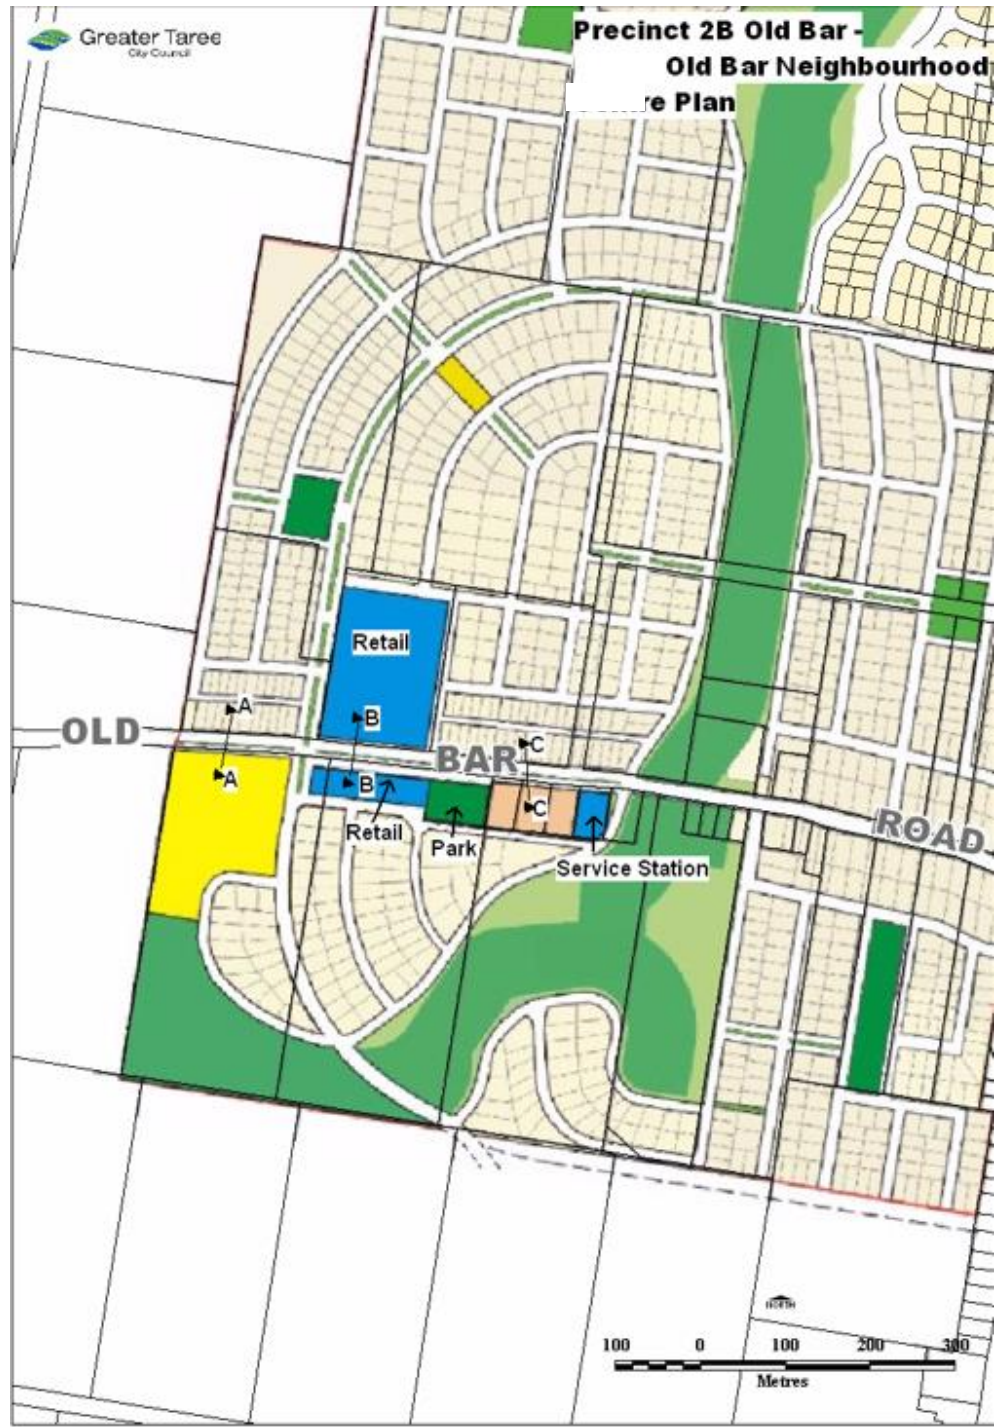 Greater Taree
City Council
Precinct 2B Old Bar -
Old Bar Neighbourhood
Plan
Retail
A
B
OLD
C
BAR
A
B
C
ROAD
Retail
Park
Service Station
NORTH
100 0 100 200 300
Metres